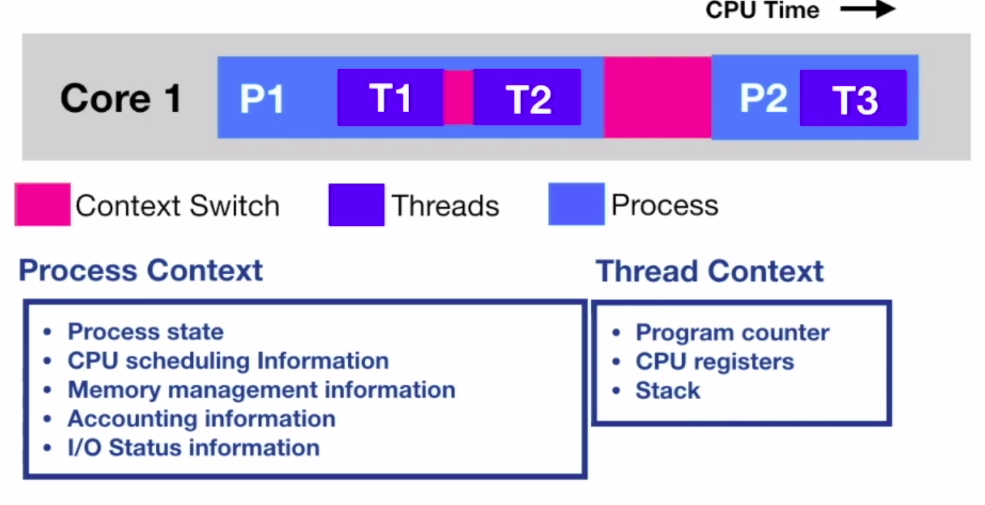 CPU Time
Core 1 P1 T1 T2 P2 T3
Context Switch Threads Process
Process Context
• Process state
• CPU scheduling Information
• Memory management information
• Accounting information
• I/O Status information
Thread Context
• Program counter
• CPU registers
• Stack